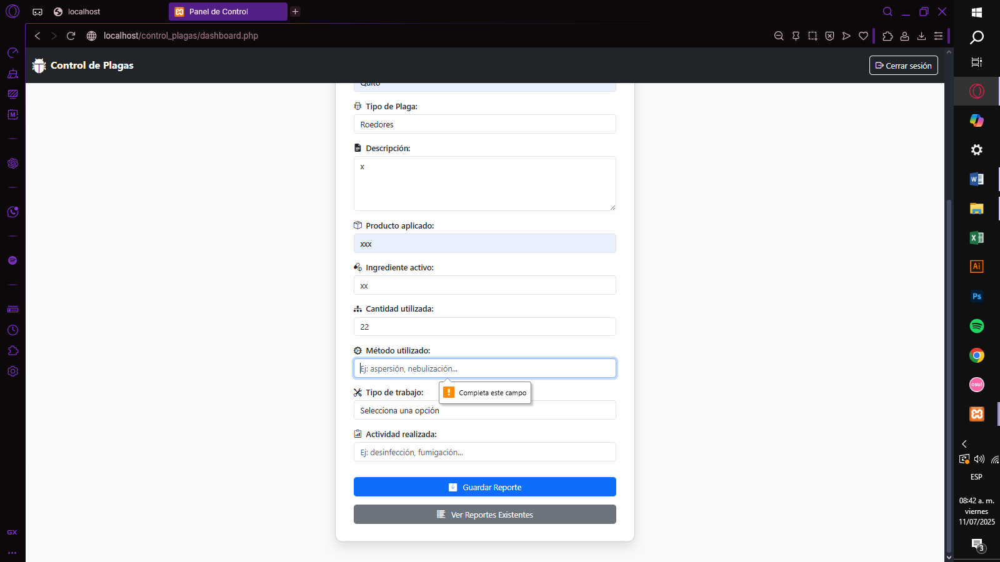 localhost
Panel de Control
localhost/control_plagas/dashboard.php
Control de Plagas
Cerrar sesión
Quito
Tipo de Plaga:
Roedores
Descripción:
x
Producto aplicado:
xxx
Ingrediente activo:
xx
Cantidad utilizada:
22
Método utilizado:
Ej: aspersión, nebulización...
Completa este campo
Tipo de trabajo:
Selecciona una opción
Actividad realizada:
Ej: desinfección, fumigación...
Guardar Reporte
Ver Reportes Existentes
M
GX
W
X
Ai
Ps
osu!
ESP
08:42 a. m.
viernes
11/07/2025
3